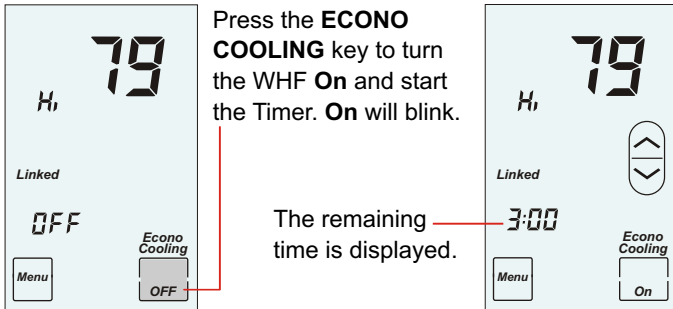 79
Hi
Linked
OFF
Econo
Cooling
Menu
OFF
Press the ECONO
COOLING key to turn
the WHF On and start
the Timer. On will blink.
The remaining
time is displayed.
79
Hi
Linked
3:00
Econo
Cooling
Menu
On